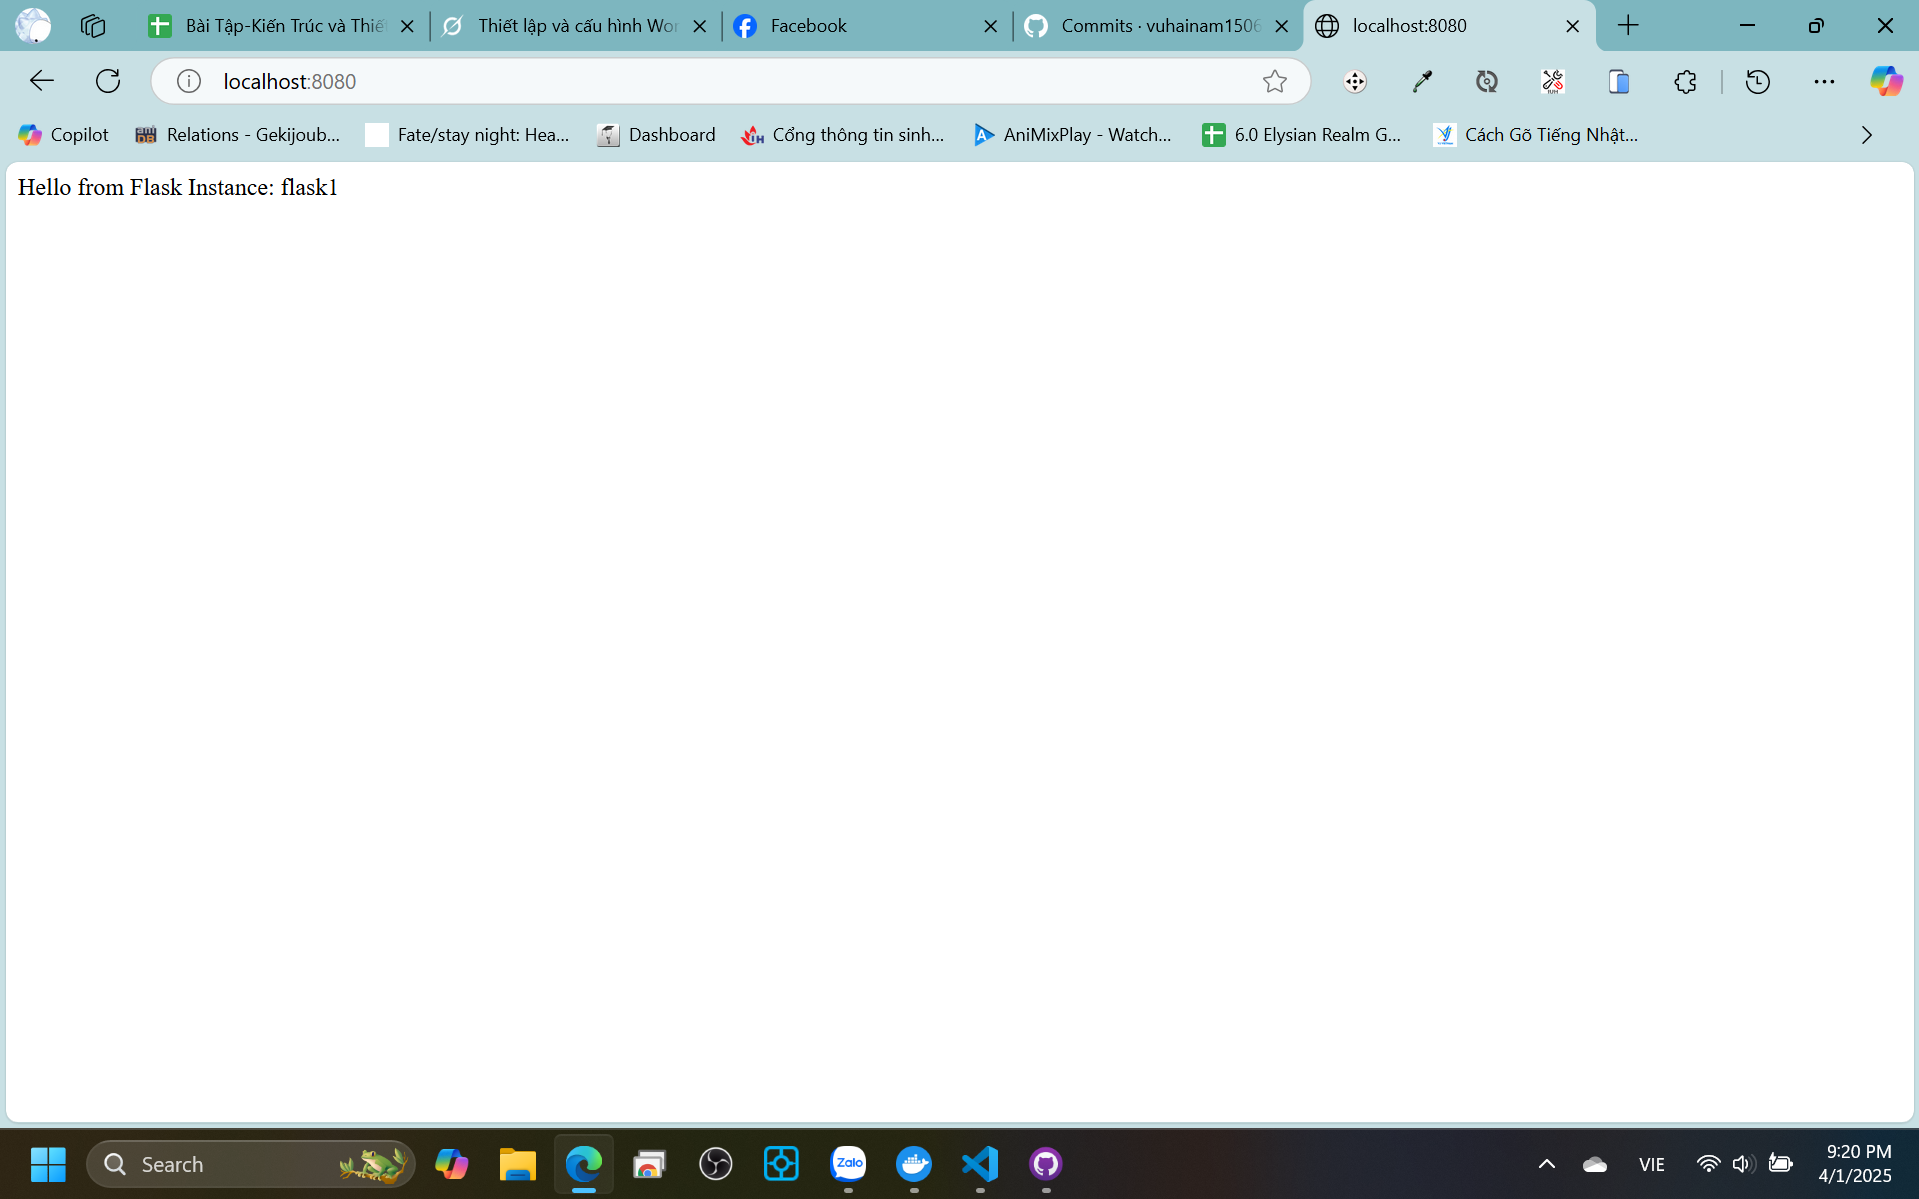 Bài Tập-Kiến Trúc và Thiế
Thiết lập và cấu hình Wor
Facebook
Commits · vuhainam1506
localhost:8080
localhost:8080
Copilot
Relations - Gekijoub...
Fate/stay night: Hea...
Dashboard
Cổng thông tin sinh...
AniMixPlay - Watch...
6.0 Elysian Realm G...
Cách Gõ Tiếng Nhật...
Hello from Flask Instance: flask1
Search
Zalo
VIE
9:20 PM
4/1/2025